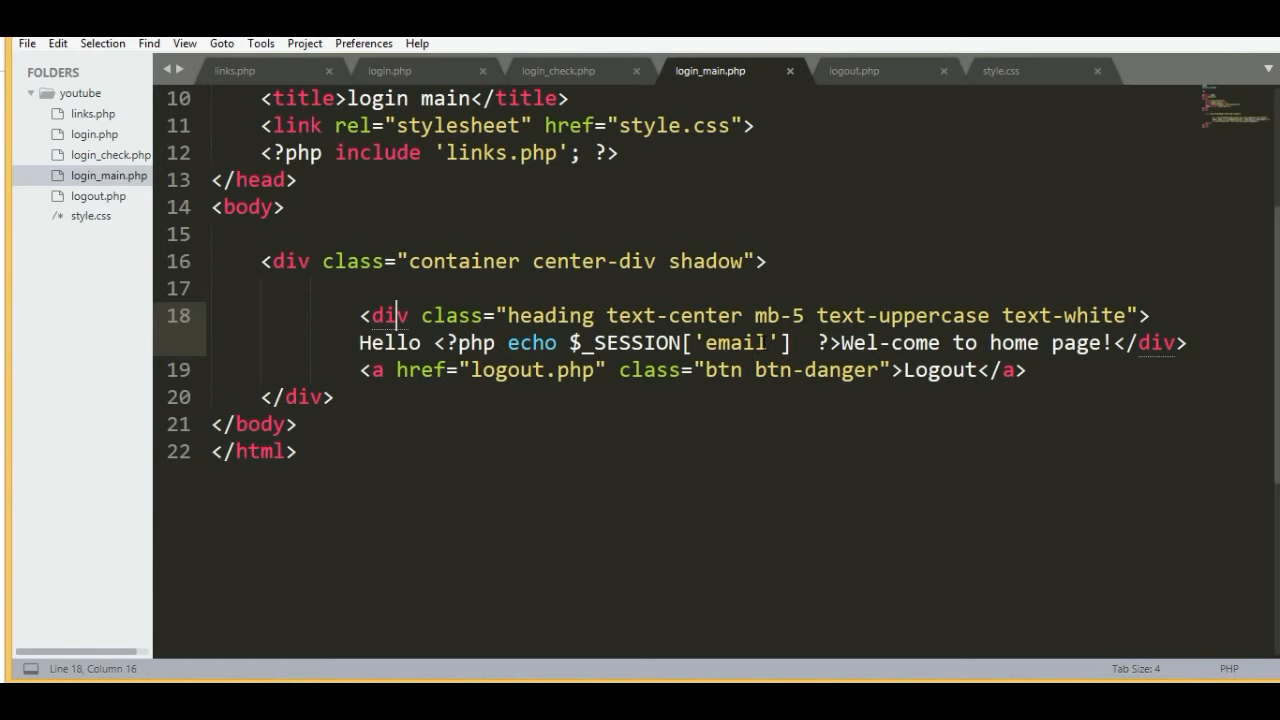 File Edit Selection Find View Goto Tools Project Preferences Help
FOLDERS
youtube
links.php
login.php
login_check.php
login_main.php
logout.php
/* style.css
links.php × login.php × login_check.php × login_main.php × logout.php × style.css ×
10 <title>login main</title>
11 <link rel="stylesheet" href="style.css">
12 <?php include 'links.php'; ?>
13 </head>
14 <body>
15
16 <div class="container center-div shadow">
17
18 <div class="heading text-center mb-5 text-uppercase text-white">
Hello <?php echo $_SESSION['email']  ?>Wel-come to home page!</div>
19 <a href="logout.php" class="btn btn-danger">Logout</a>
20 </div>
21 </body>
22 </html>
Line 18, Column 16
Tab Size: 4
PHP